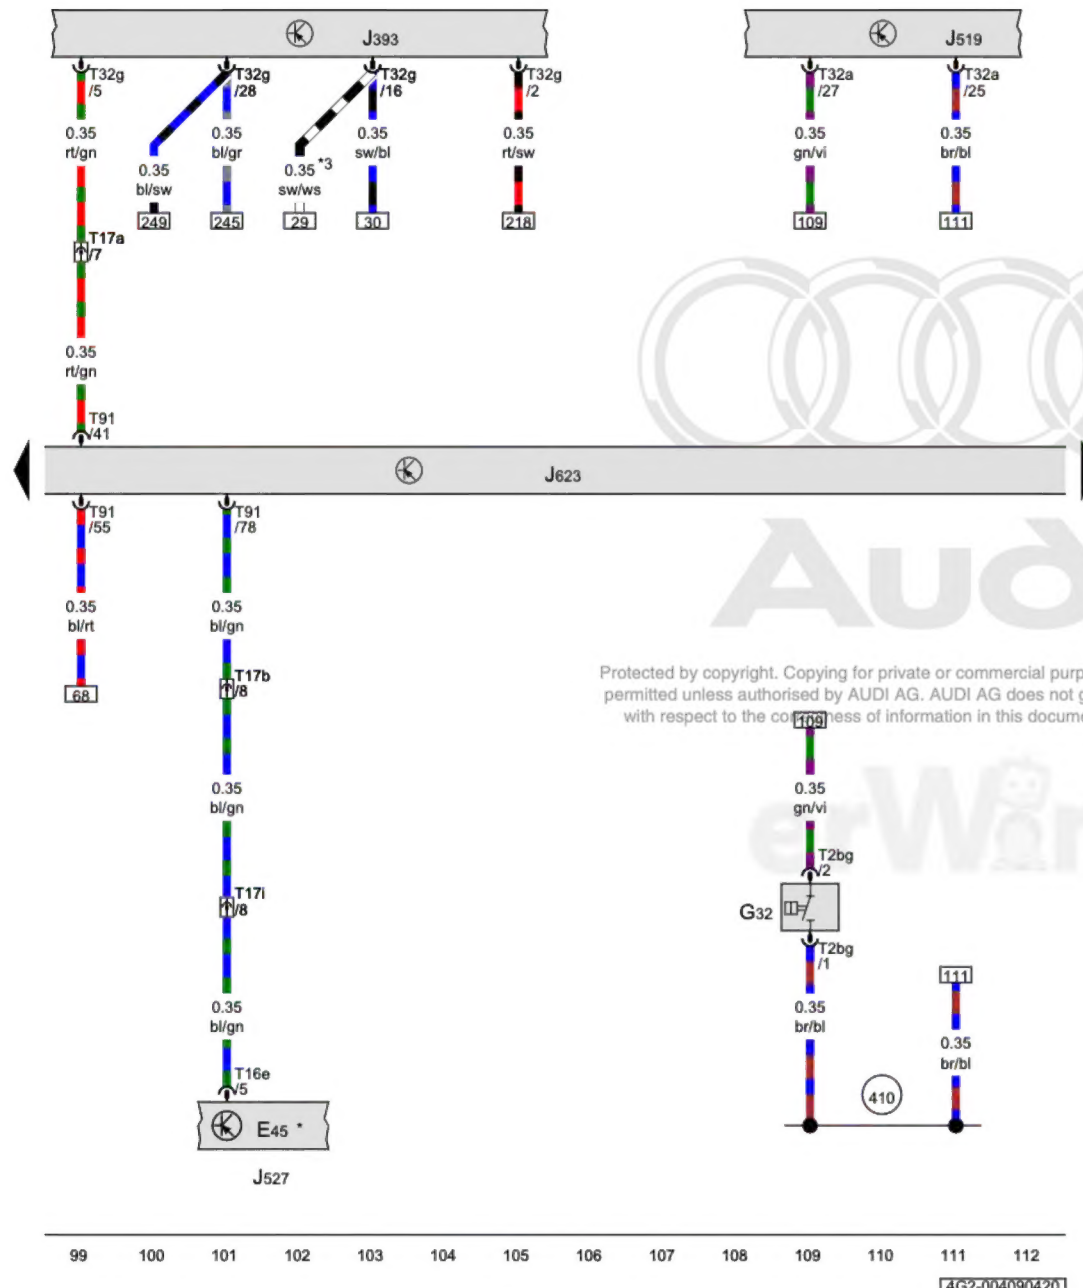 J393 J519
T32g /5 T32g /28 T32g /16 T32g /2 T32a /27 T32a /25
0.35 rt/gn 0.35 bl/sw 0.35 bl/gr 0.35 *3 sw/ws 0.35 sw/bl 0.35 rt/sw 0.35 gn/vi 0.35 br/bl
249 245 29 30 218 109 111
T17a /7
0.35
rt/gn
T91
/41
J623
T91 /55 T91 /78
0.35 bl/rt 0.35 bl/gn
68
T17b /8
Audi
Protected by copyright. Copying for private or commercial purp
permitted unless authorised by AUDI AG. AUDI AG does not g
with respect to the co ness of information in this docume
109
0.35 bl/gn 0.35 gn/vi
erWin
T2bg /2
T17i /8
G32
T2bg /1
111
0.35 bl/gn 0.35 br/bl 0.35 br/bl
T16e /5
410
E45 *
J527
99 100 101 102 103 104 105 106 107 108 109 110 111 112
4G2-004090420